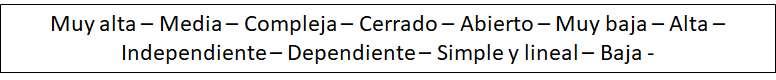 Muy alta – Media – Compleja – Cerrado – Abierto – Muy baja – Alta –
Independiente – Dependiente – Simple y lineal – Baja -